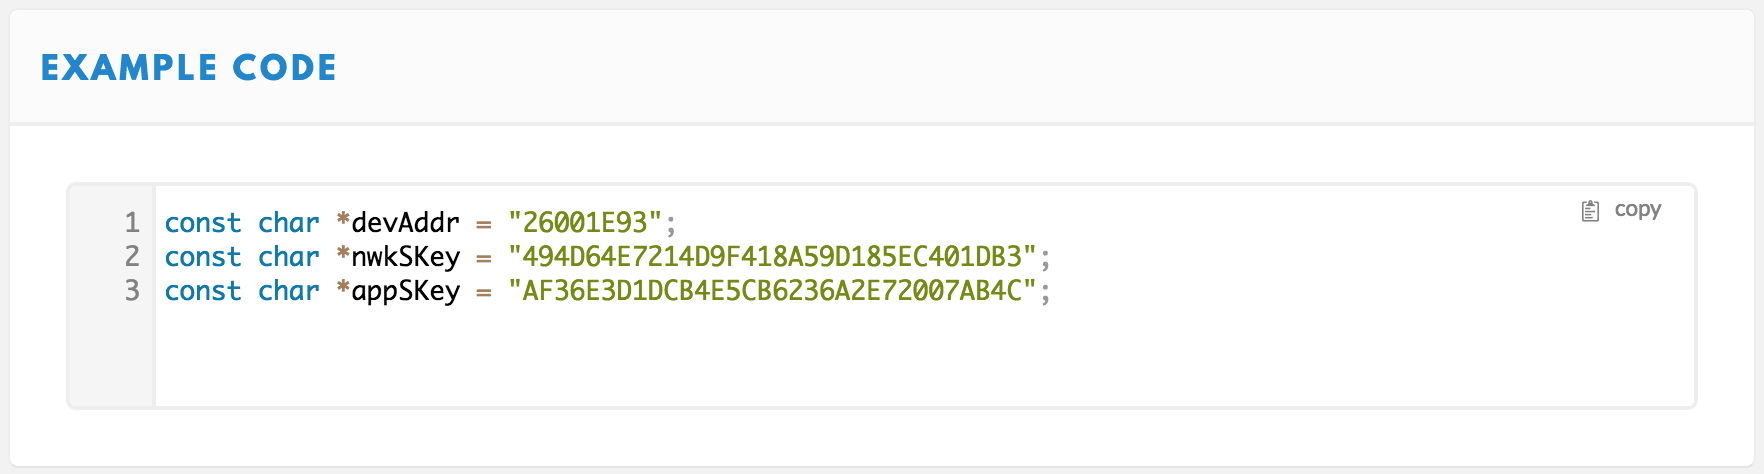 EXAMPLE CODE
copy
1 const char *devAddr = "26001E93";
2 const char *nwkSKey = "494D64E7214D9F418A59D185EC401DB3";
3 const char *appSKey = "AF36E3D1DCB4E5CB6236A2E72007AB4C";